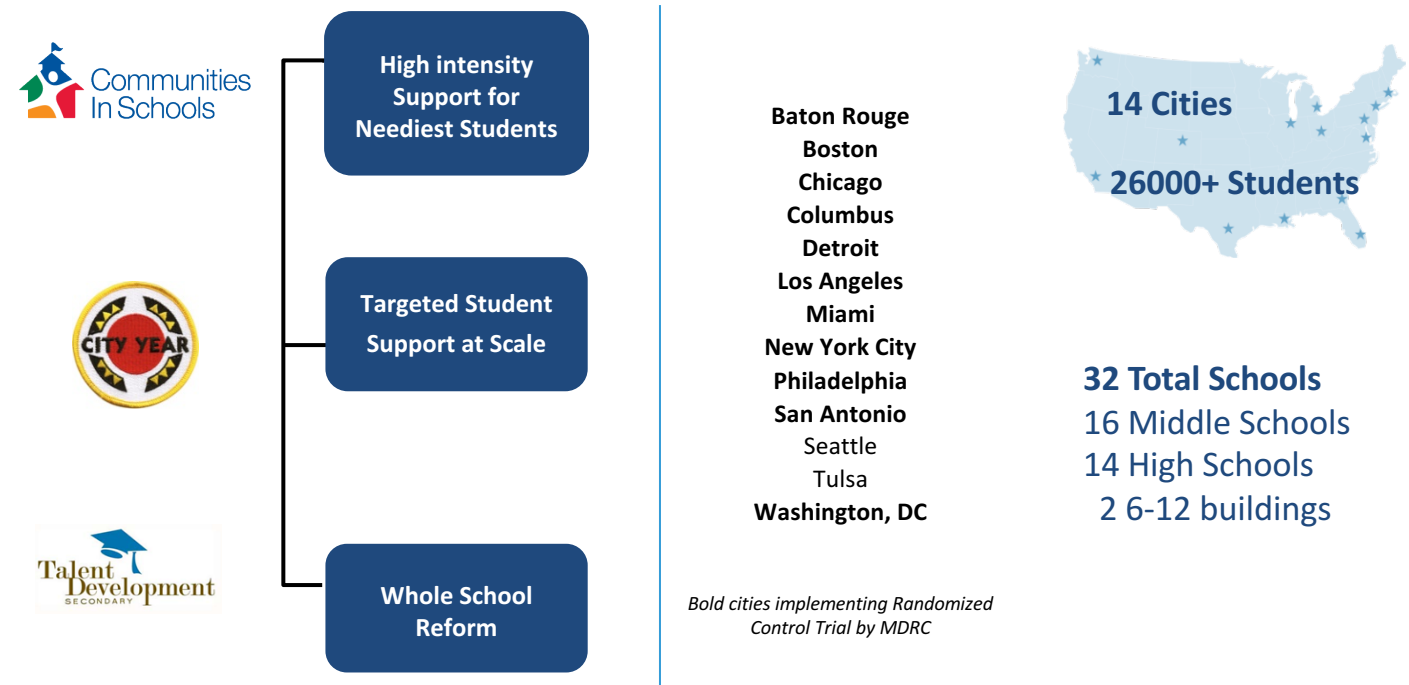 Communities
In Schools
High intensity
Support for
Neediest Students
CITY YEAR
Targeted Student
Support at Scale
Talent
Development
SECONDARY
Whole School
Reform
Baton Rouge
Boston
Chicago
Columbus
Detroit
Los Angeles
Miami
New York City
Philadelphia
San Antonio
Seattle
Tulsa
Washington, DC
Bold cities implementing Randomized
Control Trial by MDRC
14 Cities
26000+ Students
32 Total Schools
16 Middle Schools
14 High Schools
2 6-12 buildings